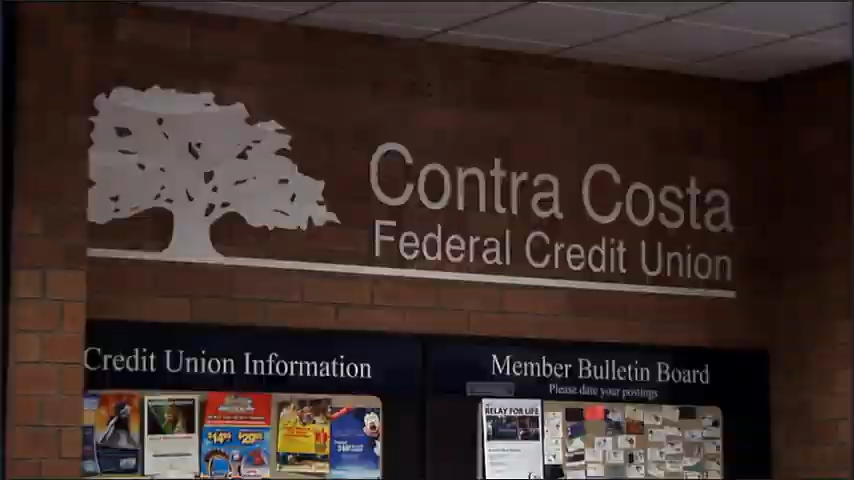 Contra Costa
Federal Credit Union
Credit Union Information
Member Bulletin Board
Please date your postings
RELAY FOR LIFE